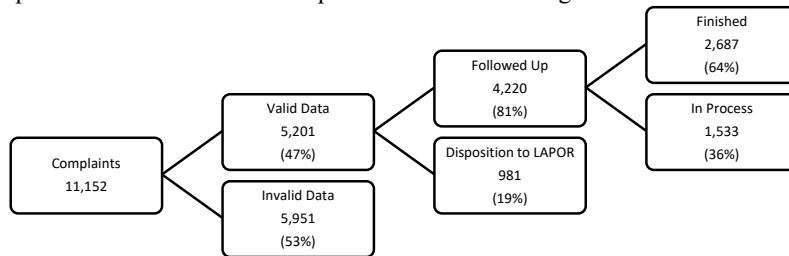 Complaints
11,152
Valid Data
5,201
(47%)
Invalid Data
5,951
(53%)
Followed Up
4,220
(81%)
Disposition to LAPOR
981
(19%)
Finished
2,687
(64%)
In Process
1,533
(36%)